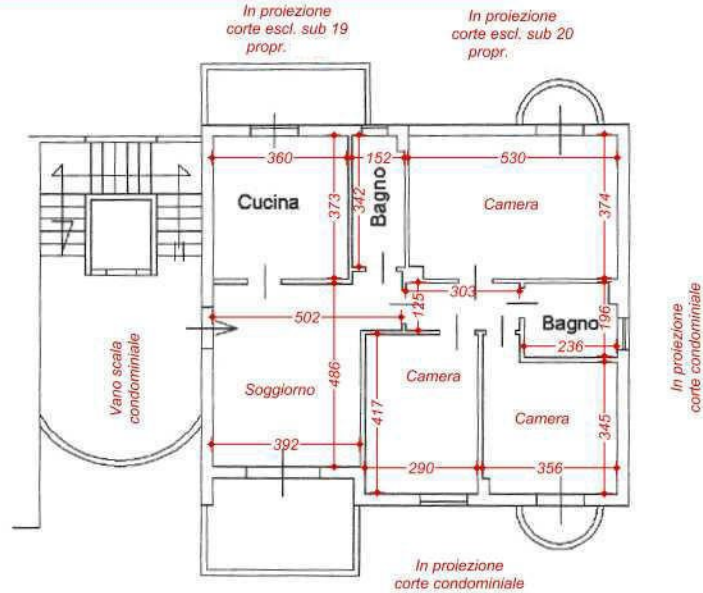 In proiezione
corte escl. sub 19
propr.
In proiezione
corte escl. sub 20
propr.
360
152
530
Cucina
373
342
Bagno
Camera
374
303
125
502
Bagno
196
236
Vano scala
condominiale
Soggiorno
486
Camera
417
Camera
345
392
290
356
In proiezione
corte condominiale
In proiezione
corte condominiale